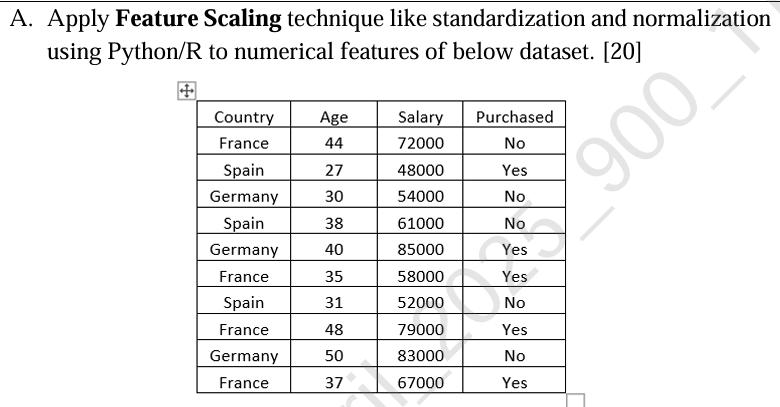 A. Apply Feature Scaling technique like standardization and normalization
using Python/R to numerical features of below dataset. [20]
Country Age Salary Purchased
France 44 72000 No
Spain 27 48000 Yes
Germany 30 54000 No
Spain 38 61000 No
Germany 40 85000 Yes
France 35 58000 Yes
Spain 31 52000 No
France 48 79000 Yes
Germany 50 83000 No
France 37 67000 Yes